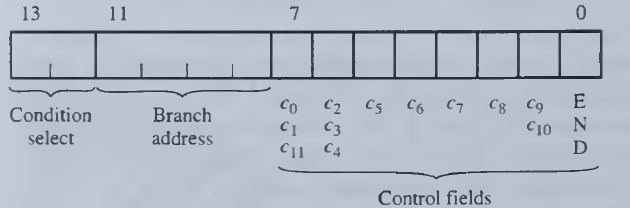 13 11 7 0
c0 c2 c5 c6 c7 c8 c9 E
Condition Branch c1 c3 c10 N
select address c11 c4 D
Control fields